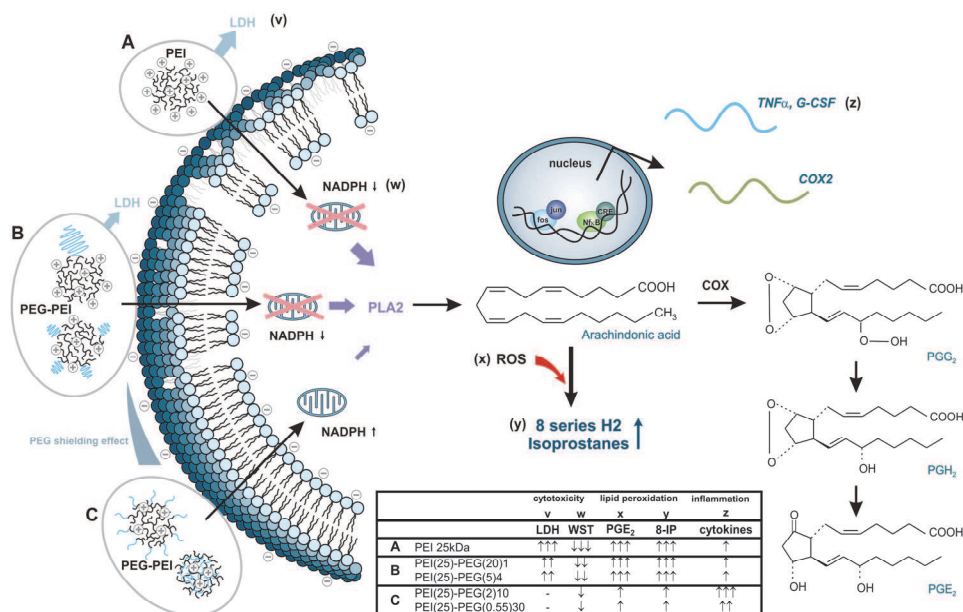 LDH (v)
A
PEI
TNFα, G-CSF (z)
nucleus
COX2
jun
fos
CRE
NfκB
NADPH ↓ (w)
LDH
B
PEG-PEI
PLA2
NADPH ↓
COOH
CH₃
Arachindonic acid
COX
O
O
COOH
O
OH
PGG₂
(x) ROS
NADPH ↑
(y) 8 series H2 ↑
Isoprostanes
PEG shielding effect
O
O
COOH
OH
PGH₂
C
PEG-PEI
O
COOH
OH
OH
PGE₂
cytotoxicity lipid peroxidation inflammation
v w x y z
LDH WST PGE₂ 8-IP cytokines
A PEI 25kDa ↑↑↑ ↓↓↓ ↑↑↑ ↑↑↑ ↑
B PEI(25)-PEG(20)1 ↑↑ ↓↓ ↑↑↑ ↑↑↑ ↑
PEI(25)-PEG(5)4 ↑↑ ↓↓ ↑↑↑ ↑↑↑ ↑
C PEI(25)-PEG(2)10 - ↓ ↑ ↑ ↑↑↑
PEI(25)-PEG(0.55)30 - ↓ ↑ ↑ ↑↑